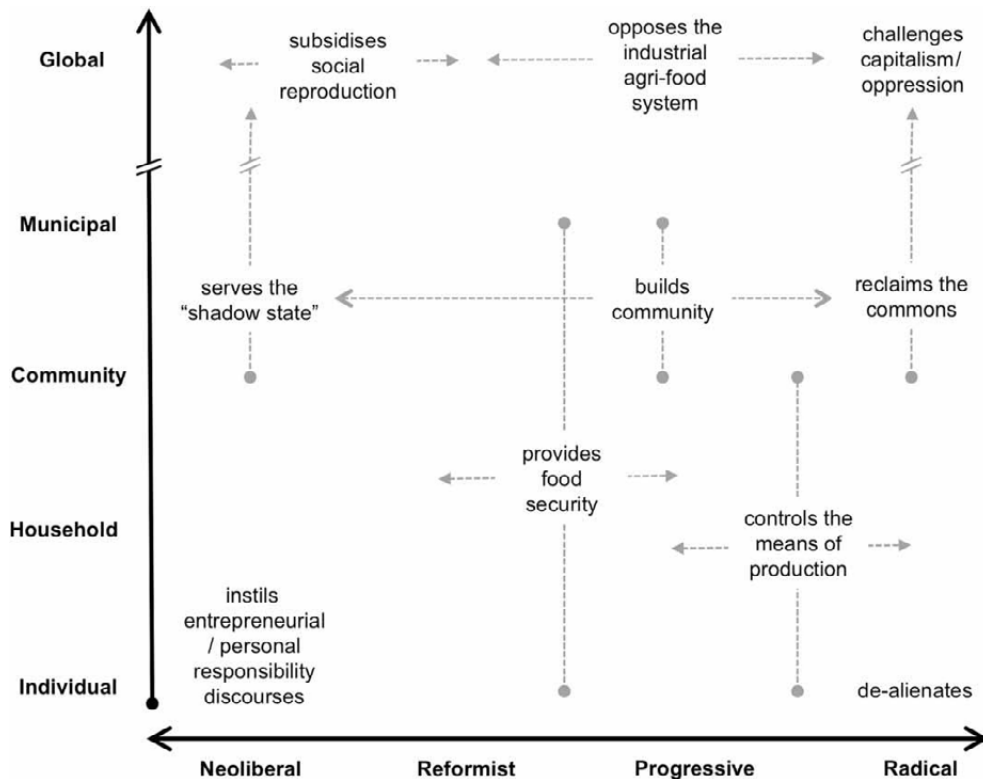 Global
subsidises
social
reproduction
opposes the
industrial
agri-food
system
challenges
capitalism/
oppression
Municipal
serves the
“shadow state”
builds
community
reclaims the
commons
Community
provides
food
security
Household
controls the
means of
production
instils
entrepreneurial
/ personal
responsibility
discourses
Individual
de-alienates
Neoliberal
Reformist
Progressive
Radical